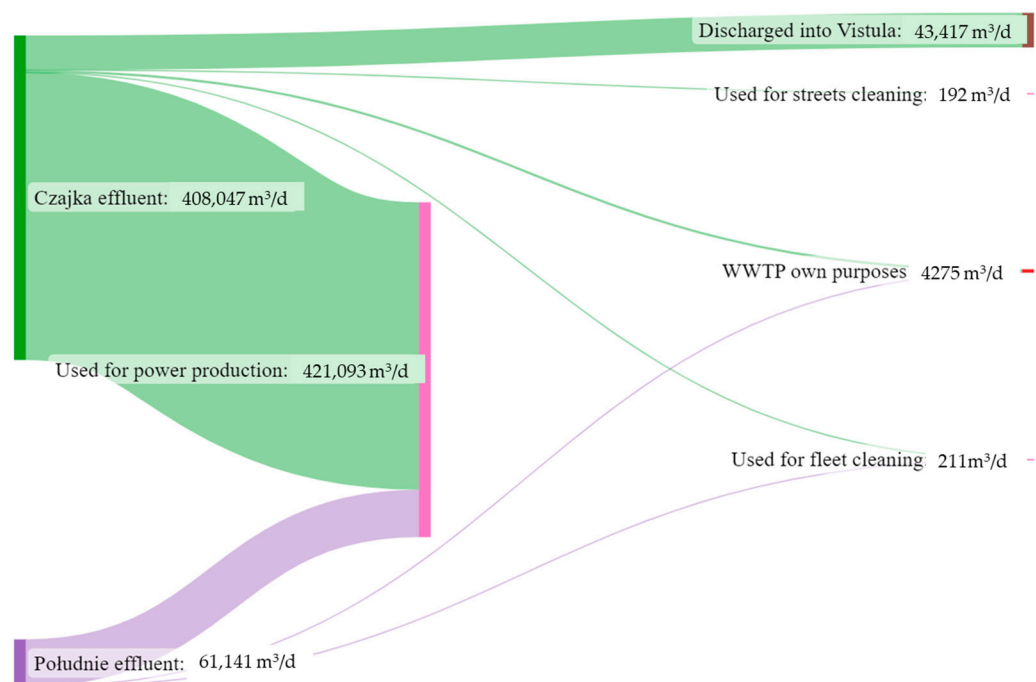 Discharged into Vistula: 43,417 m³/d
Used for streets cleaning: 192 m³/d
Czajka effluent: 408,047 m³/d
WWTP own purposes 4275 m³/d
Used for power production: 421,093 m³/d
Used for fleet cleaning: 211 m³/d
Południe effluent: 61,141 m³/d